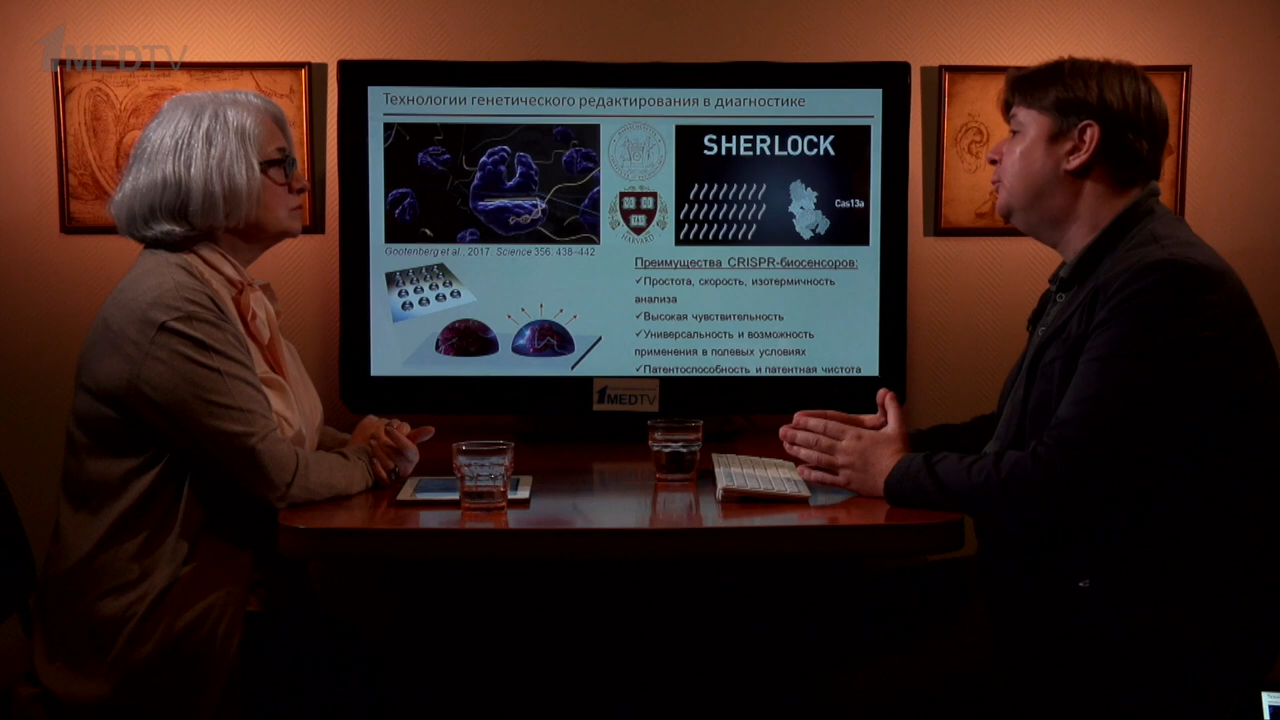 1MEDTV
Технологии генетического редактирования в диагностике
SHERLOCK
Cas13a
HARVARD
Gootenberg et al., 2017. Science 356: 438–442
Преимущества CRISPR-биосенсоров:
✓Простота, скорость, изотермичность
анализа
✓Высокая чувствительность
✓Универсальность и возможность
применения в полевых условиях
✓Патентоспособность и патентная чистота
1MEDTV